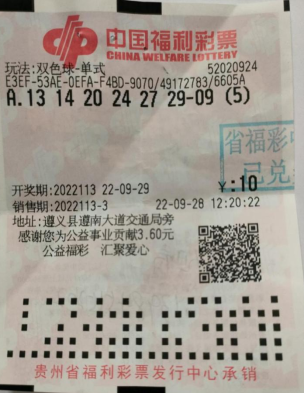 中国福利彩票
CHINA WELFARE LOTTERY
玩法:双色球-单式 52020924
E3EF-53AE-0EFA-F4BD-9070/49172783/6605A
A.13 14 20 24 27 29-09 (5)
省福彩中
已兑
开奖期:2022113 22-09-29 ¥:10
销售期:2022113-3 22-09-28 12:20:22
地址:遵义县遵南大道交通局旁
感谢您为公益事业贡献3.60元
公益福彩 汇聚爱心
贵州省福利彩票发行中心承销